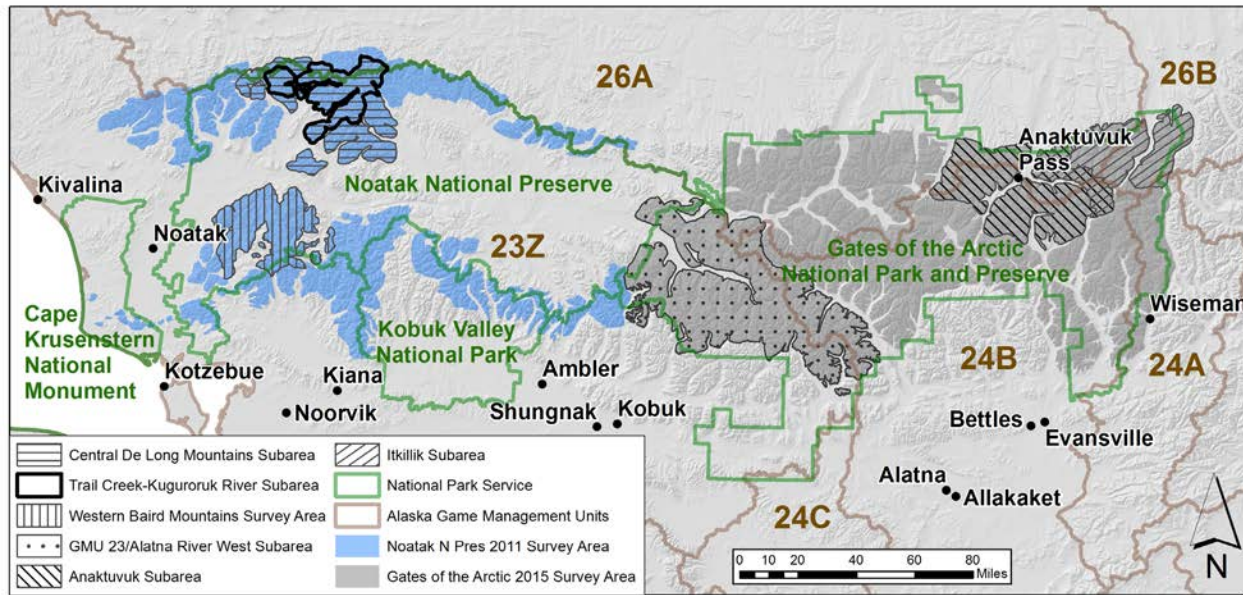 26A
26B
Anaktuvuk
Pass
Noatak National Preserve
Kivalina
Noatak
23Z
Gates of the Arctic
National Park and Preserve
Wiseman
Cape
Krusenstern
National
Monument
Kobuk Valley
National Park
Kotzebue
Kiana
Ambler
24B
24A
Noorvik
Shungnak
Kobuk
Bettles
Evansville
Alatna
Allakaket
24C
Central De Long Mountains Subarea
Trail Creek-Kuguroruk River Subarea
Western Baird Mountains Survey Area
GMU 23/Alatna River West Subarea
Anaktuvuk Subarea
Itkillik Subarea
National Park Service
Alaska Game Management Units
Noatak N Pres 2011 Survey Area
Gates of the Arctic 2015 Survey Area
0 10 20 40 60 80
Miles
N